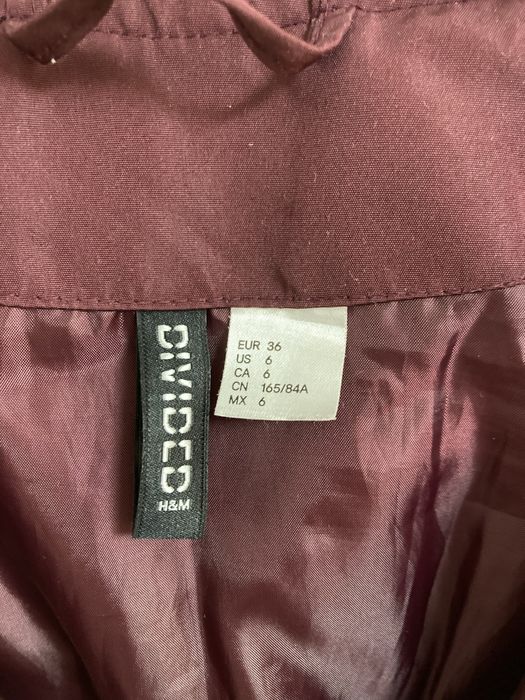 DIVIDED
H&M
EUR 36
US 6
CA 6
CN 165/84A
MX 6